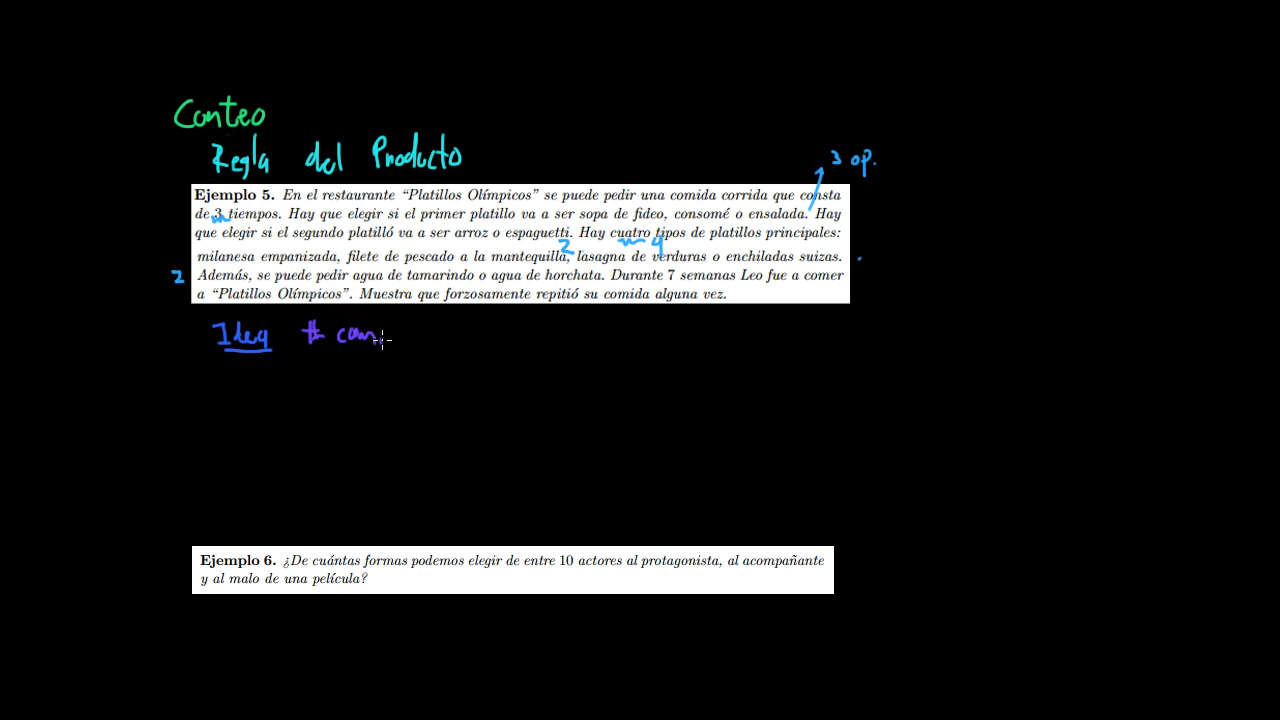 Conteo
Regla del Producto
3 op.
Ejemplo 5. En el restaurante “Platillos Olímpicos” se puede pedir una comida corrida que consta
de 3 tiempos. Hay que elegir si el primer platillo va a ser sopa de fideo, consomé o ensalada. Hay
que elegir si el segundo platilló va a ser arroz o espaguetti. Hay cuatro tipos de platillos principales:
2 4
milanesa empanizada, filete de pescado a la mantequilla, lasagna de verduras o enchiladas suizas.
2 Además, se puede pedir agua de tamarindo o agua de horchata. Durante 7 semanas Leo fue a comer
a “Platillos Olímpicos”. Muestra que forzosamente repitió su comida alguna vez.
Idea # com
Ejemplo 6. ¿De cuántas formas podemos elegir de entre 10 actores al protagonista, al acompañante
y al malo de una película?